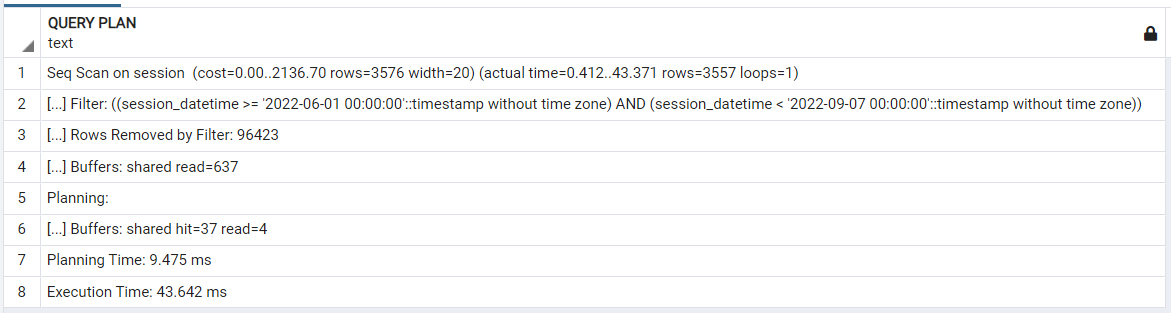 QUERY PLAN
text
1 Seq Scan on session (cost=0.00..2136.70 rows=3576 width=20) (actual time=0.412..43.371 rows=3557 loops=1)
2 [...] Filter: ((session_datetime >= '2022-06-01 00:00:00'::timestamp without time zone) AND (session_datetime < '2022-09-07 00:00:00'::timestamp without time zone))
3 [...] Rows Removed by Filter: 96423
4 [...] Buffers: shared read=637
5 Planning:
6 [...] Buffers: shared hit=37 read=4
7 Planning Time: 9.475 ms
8 Execution Time: 43.642 ms